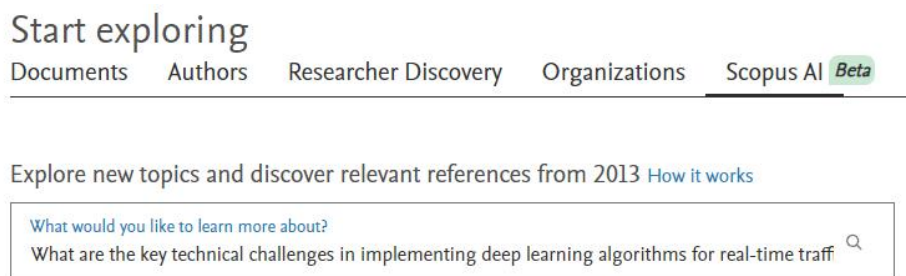 Start exploring
Documents Authors Researcher Discovery Organizations Scopus AI Beta
Explore new topics and discover relevant references from 2013 How it works
What would you like to learn more about?
What are the key technical challenges in implementing deep learning algorithms for real-time traff